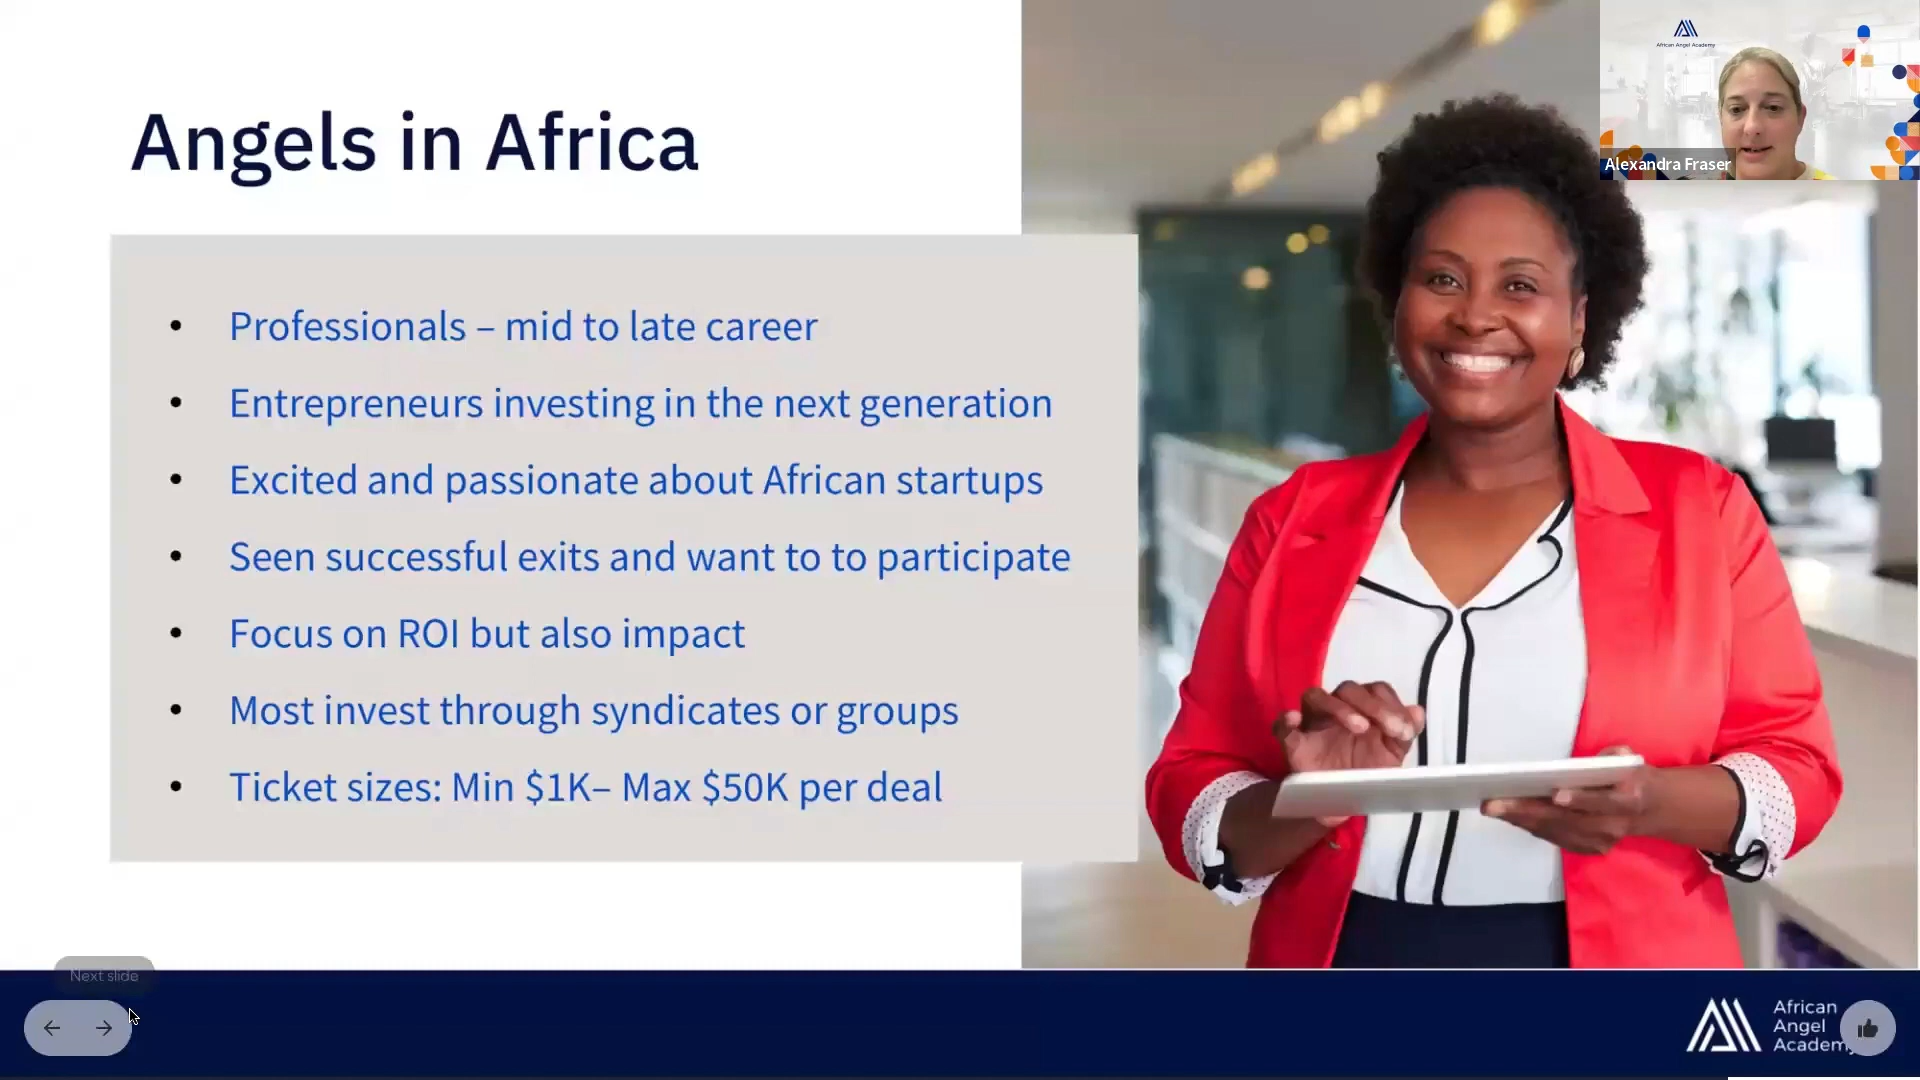 Angels in Africa
• Professionals – mid to late career
• Entrepreneurs investing in the next generation
• Excited and passionate about African startups
• Seen successful exits and want to to participate
• Focus on ROI but also impact
• Most invest through syndicates or groups
• Ticket sizes: Min $1K– Max $50K per deal
African Angel Academy
Alexandra Fraser
Next slide
African
Angel
Academy